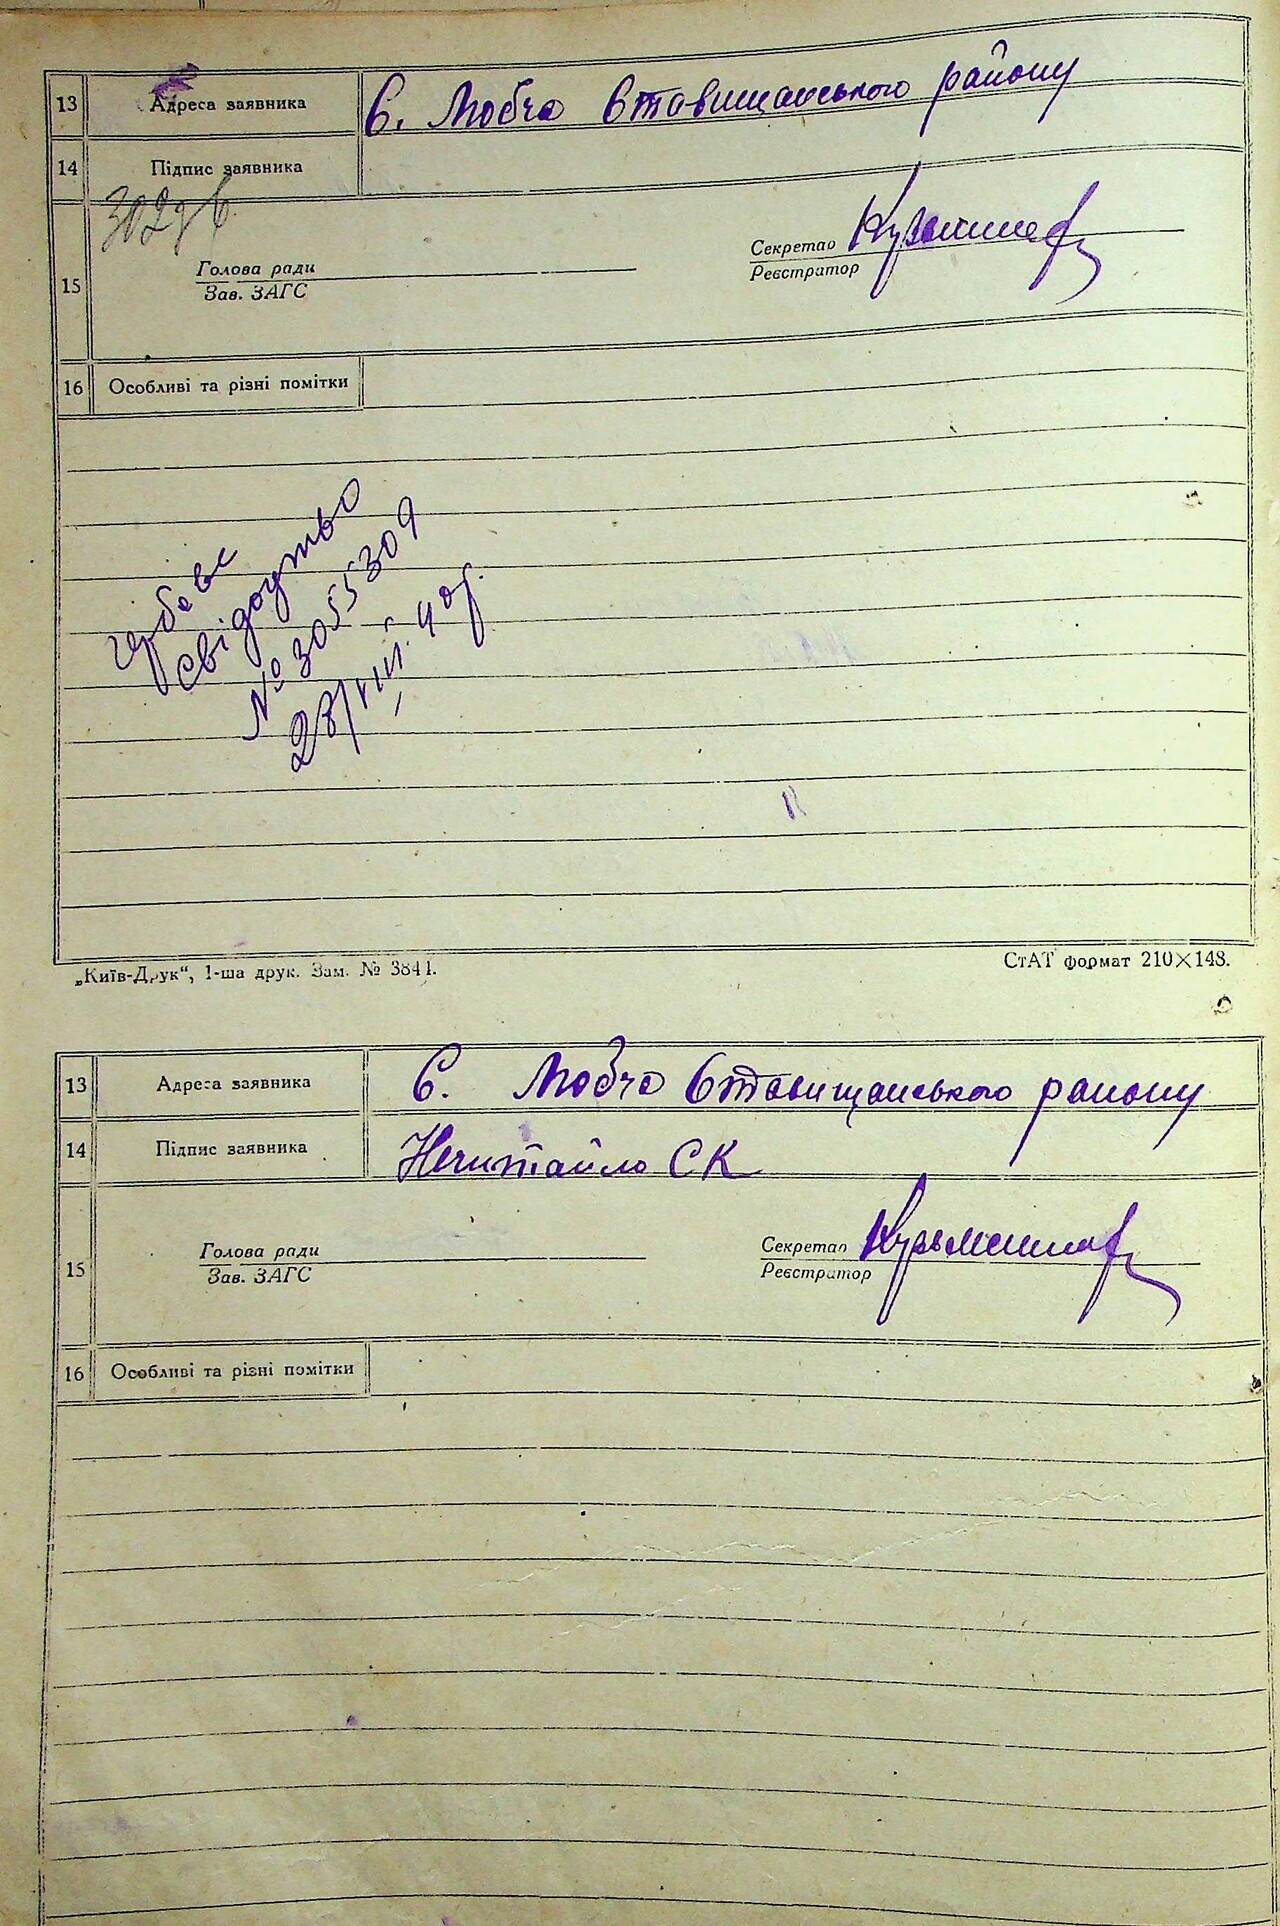 13 Адреса заявника С. Любча Ставищанського району
14 Підпис заявника
15 Голова ради Секретар
Зав. ЗАГС Реєстратор
16 Особливі та різні помітки
гербове
свідоцтво
№ 3055309
28/VIII. 40 р.
„Київ-Друк“, 1-ша друк. Зам. № 3841. СтАТ формат 210×148.
13 Адреса заявника С. Любча Ставищанського району
14 Підпис заявника Нечитайло СК
15 Голова ради Секретар
Зав. ЗАГС Реєстратор
16 Особливі та різні помітки